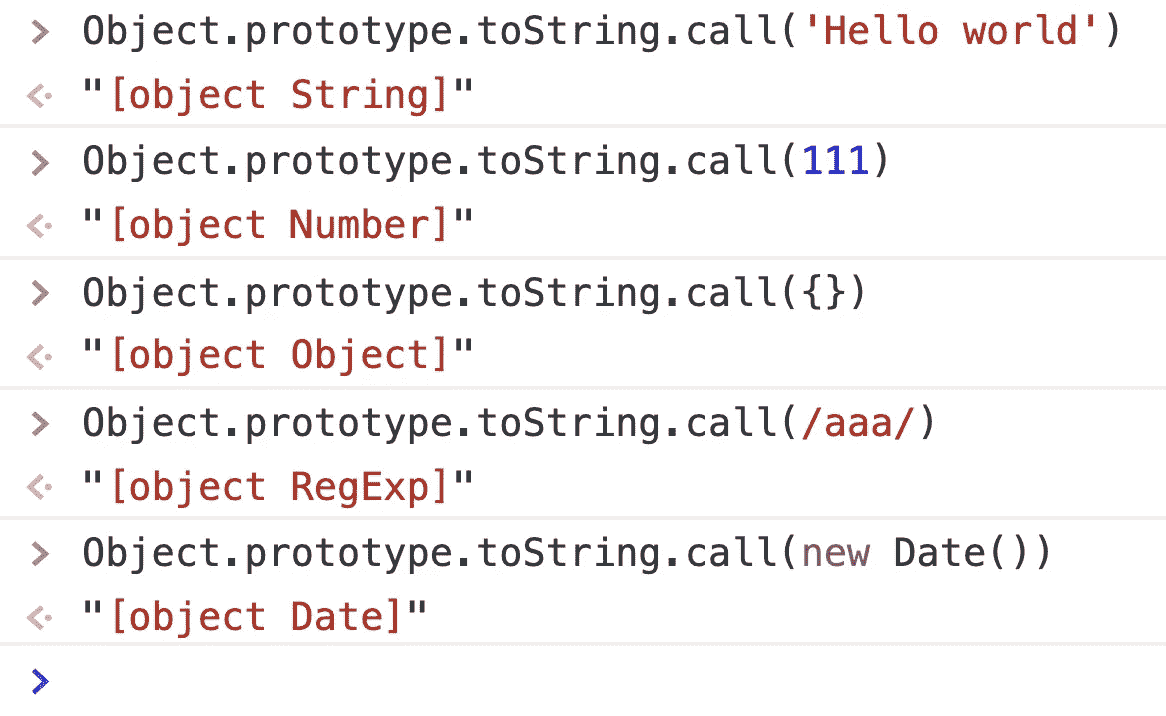 > Object.prototype.toString.call('Hello world')
<· "[object String]"
> Object.prototype.toString.call(111)
<· "[object Number]"
> Object.prototype.toString.call({})
<· "[object Object]"
> Object.prototype.toString.call(/aaa/)
<· "[object RegExp]"
> Object.prototype.toString.call(new Date())
<· "[object Date]"
>